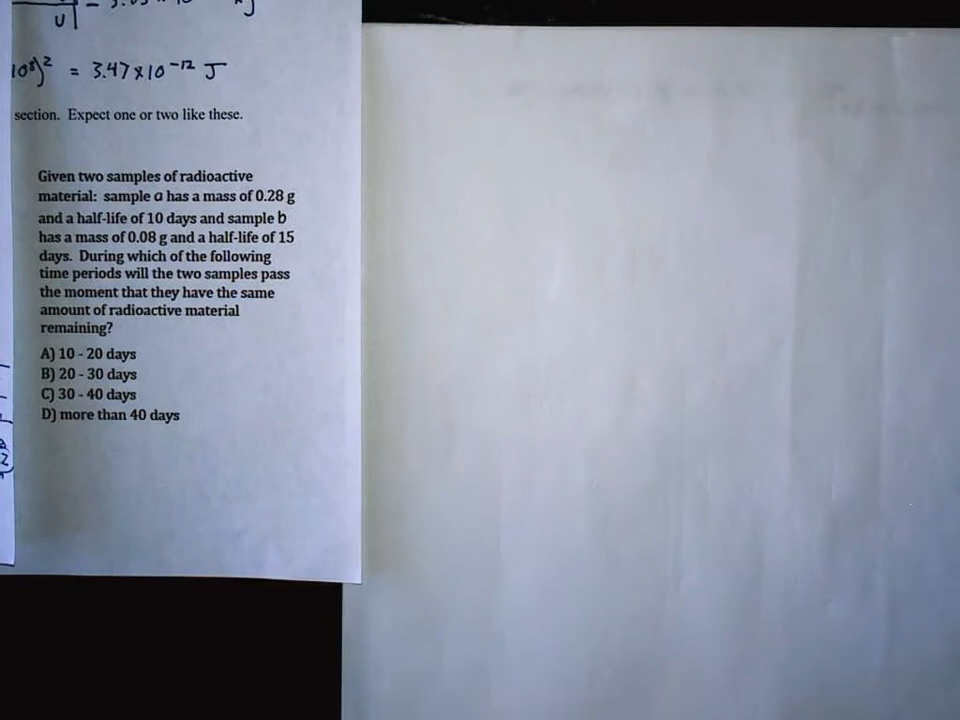 = 3.47 x 10⁻¹² J
section. Expect one or two like these.
Given two samples of radioactive
material: sample a has a mass of 0.28 g
and a half-life of 10 days and sample b
has a mass of 0.08 g and a half-life of 15
days. During which of the following
time periods will the two samples pass
the moment that they have the same
amount of radioactive material
remaining?
A) 10 - 20 days
B) 20 - 30 days
C) 30 - 40 days
D) more than 40 days